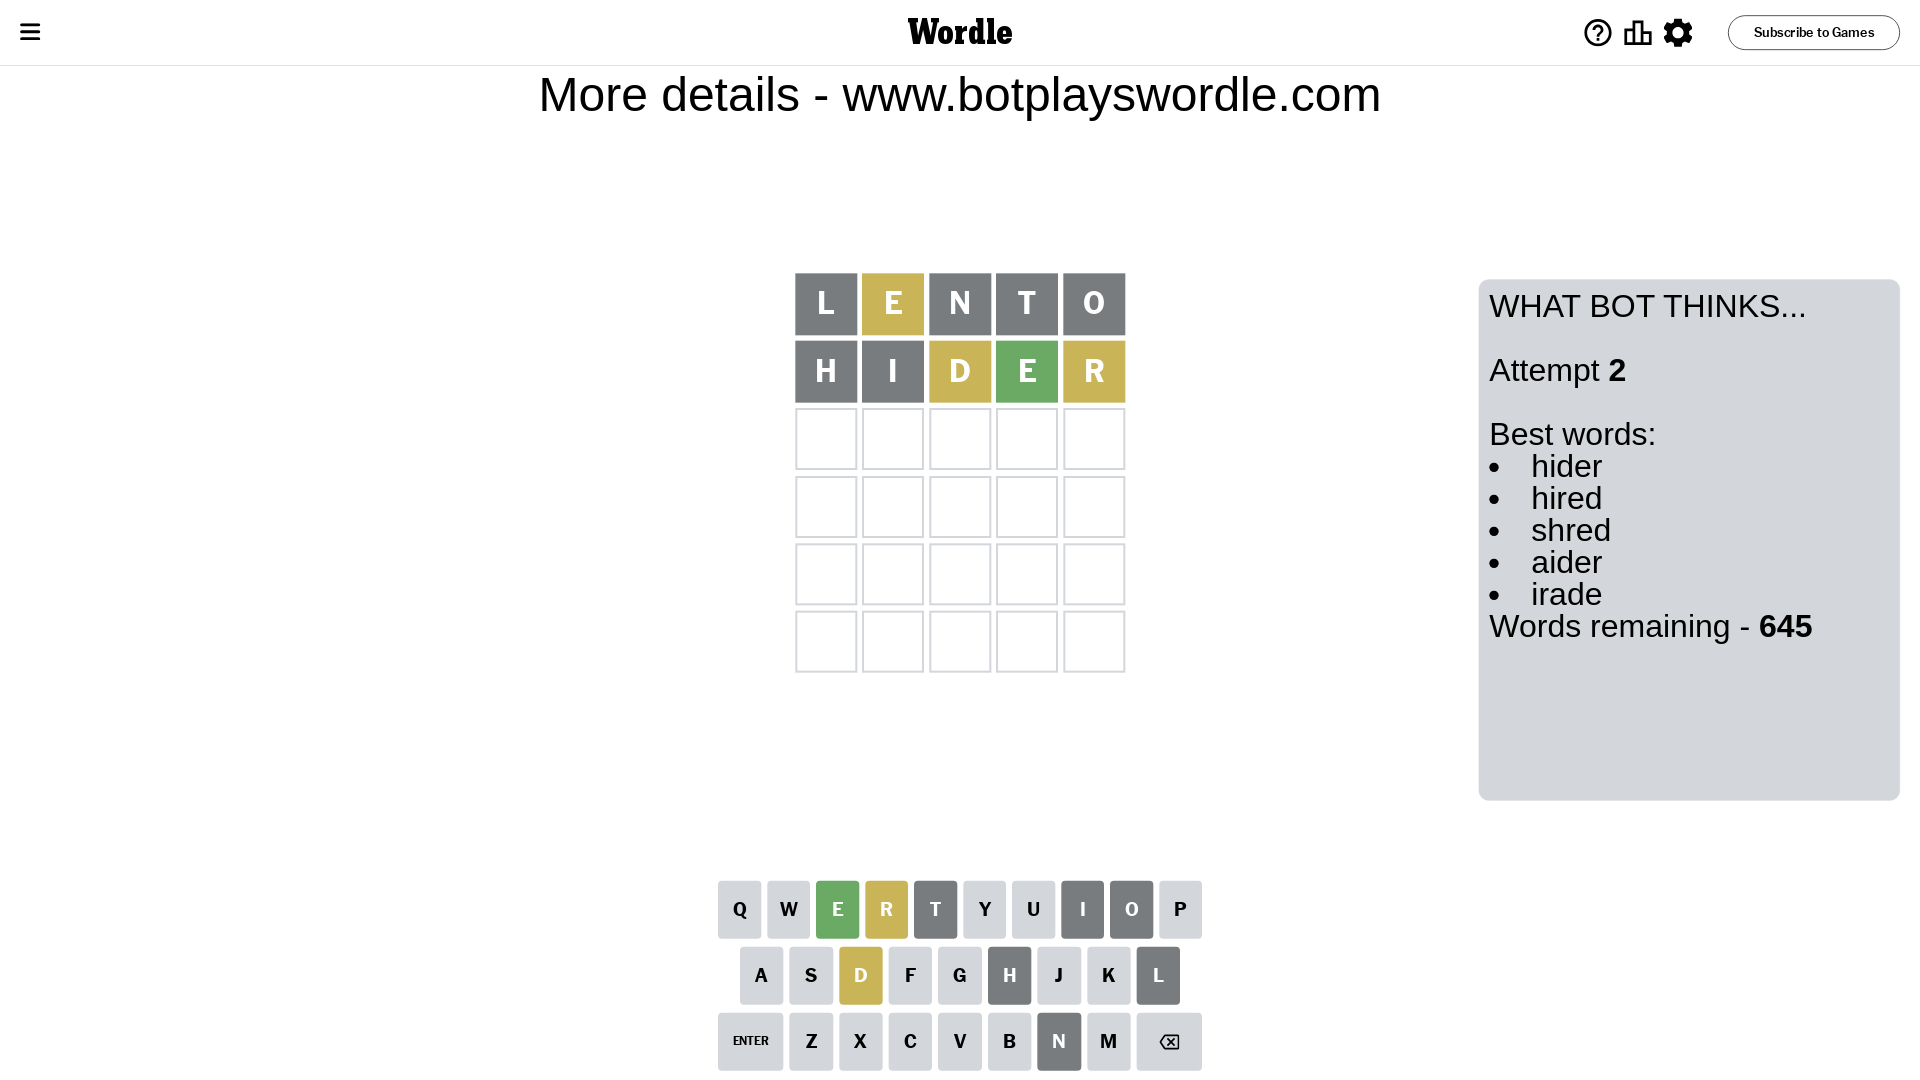 Wordle
Subscribe to Games
More details - www.botplayswordle.com
L E N T O
H I D E R
WHAT BOT THINKS...
Attempt 2
Best words:
• hider
• hired
• shred
• aider
• irade
Words remaining - 645
Q W E R T Y U I O P
A S D F G H J K L
ENTER Z X C V B N M